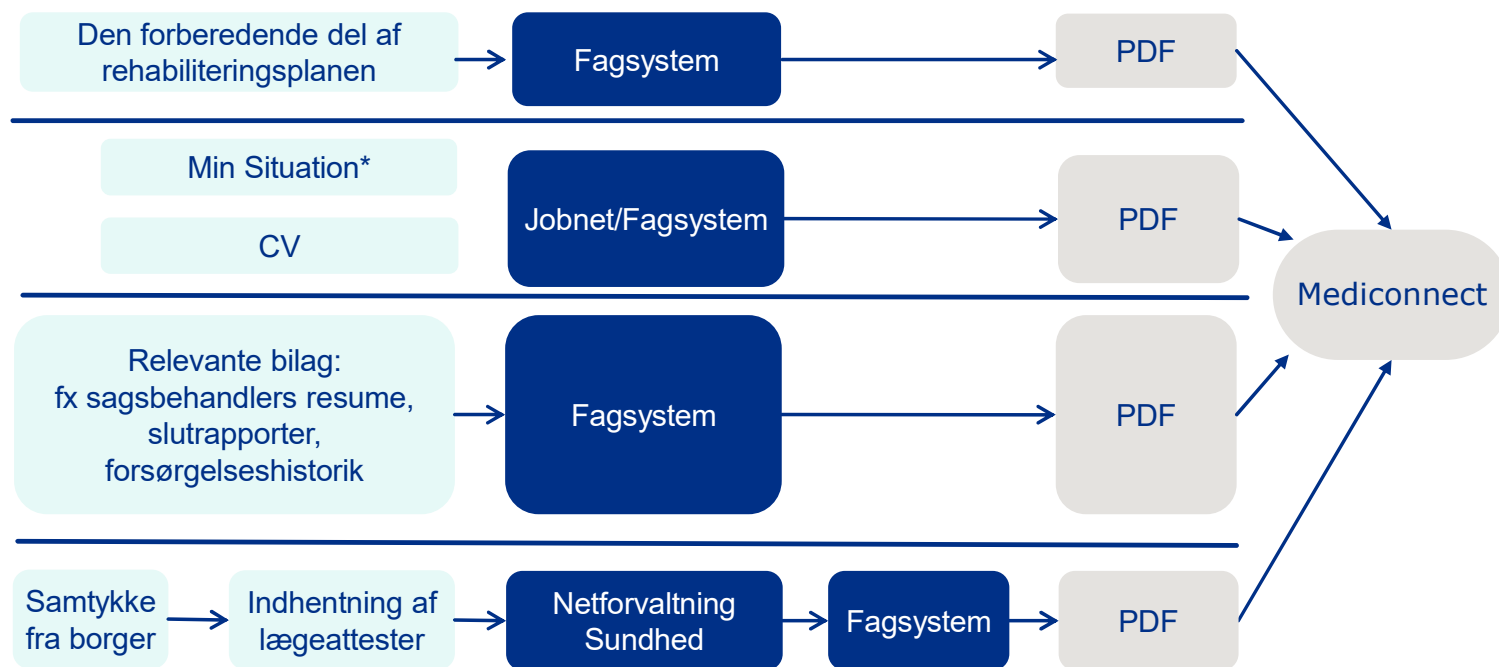 Den forberedende del af
rehabiliteringsplanen
Fagsystem
PDF
Min Situation*
CV
Jobnet/Fagsystem
PDF
Mediconnect
Relevante bilag:
fx sagsbehandlers resume,
slutrapporter,
forsørgelseshistorik
Fagsystem
PDF
Samtykke
fra borger
Indhentning af
lægeattester
Netforvaltning
Sundhed
Fagsystem
PDF